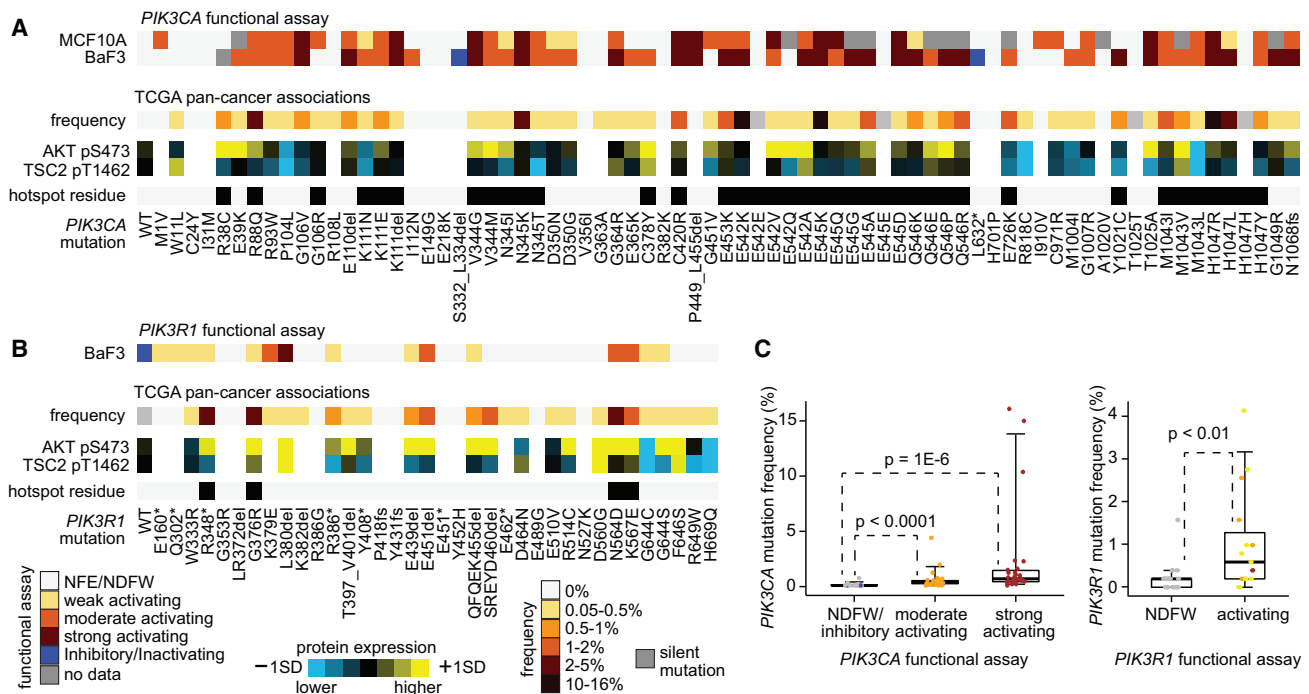 A
PIK3CA functional assay
MCF10A
BaF3
TCGA pan-cancer associations
frequency
AKT pS473
TSC2 pT1462
hotspot residue
PIK3CA mutation
WT
M1V
W11L
C24Y
I31M
R38C
E39K
R88Q
R93W
P104L
G106V
G106R
R108L
E110del
K111N
K111E
K111del
I112N
E149G
E218K
S332_L334del
V344G
V344M
N345I
N345K
N345T
D350N
D350G
V356I
G363A
G364R
E365K
C378Y
R382K
C420R
P449_L455del
G451V
E453K
E542K
E542E
E542Q
E542A
E542V
E542G
E545K
E545Q
E545G
E545A
E545E
E545D
Q546K
Q546E
Q546P
Q546R
L632*
H701P
E726K
R818C
I910V
C971R
M1004I
G1007R
A1020V
Y1021C
T1025T
T1025A
M1043I
M1043V
M1043L
H1047R
H1047L
H1047H
H1047Y
G1049R
N1068fs
B
PIK3R1 functional assay
BaF3
TCGA pan-cancer associations
frequency
AKT pS473
TSC2 pT1462
hotspot residue
PIK3R1 mutation
WT
E160*
Q302*
W333R
R348*
G353R
LR372del
G376R
K379E
L380del
K382del
R386G
R386*
T397_V401del
Y408*
P418fs
Y431fs
E439del
E451del
E451*
Y452H
QFQEK455del
SREYD460del
E462*
D464N
E489G
E510V
R514C
N527K
D560G
N564D
K567E
G644C
G644S
F646S
R649W
H669Q
functional assay
NFE/NDFW
weak activating
moderate activating
strong activating
Inhibitory/Inactivating
no data
protein expression
−1SD
+1SD
lower
higher
frequency
0%
0.05-0.5%
0.5-1%
1-2%
2-5%
10-16%
silent mutation
C
PIK3CA mutation frequency (%)
15
10
5
0
p = 1E-6
p < 0.0001
NDFW/ inhibitory
moderate activating
strong activating
PIK3CA functional assay
PIK3R1 mutation frequency (%)
4
3
2
1
0
p < 0.01
NDFW
activating
PIK3R1 functional assay